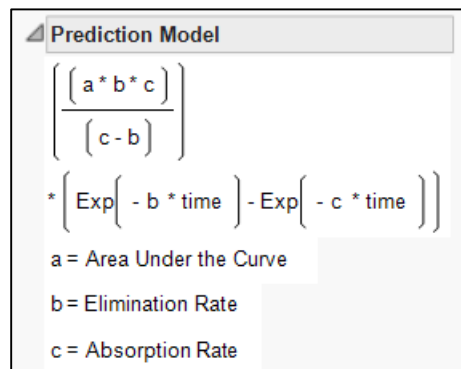 Prediction Model
(a * b * c)
(c - b)
* (Exp( - b * time ) - Exp( - c * time ))
a = Area Under the Curve
b = Elimination Rate
c = Absorption Rate